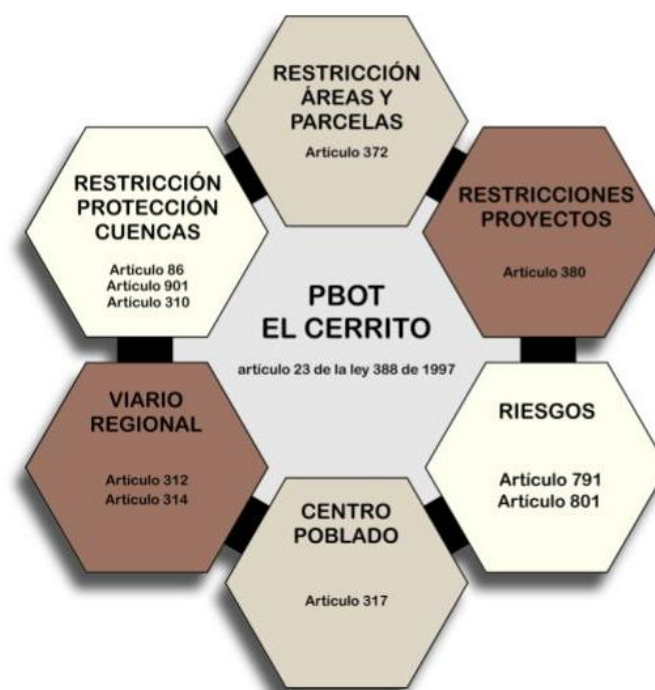 RESTRICCIÓN
ÁREAS Y
PARCELAS
Artículo 372
RESTRICCIÓN
PROTECCIÓN
CUENCAS
Artículo 86
Artículo 901
Artículo 310
RESTRICCIONES
PROYECTOS
Artículo 380
PBOT
EL CERRITO
artículo 23 de la ley 388 de 1997
VIARIO
REGIONAL
Artículo 312
Artículo 314
RIESGOS
Artículo 791
Artículo 801
CENTRO
POBLADO
Artículo 317